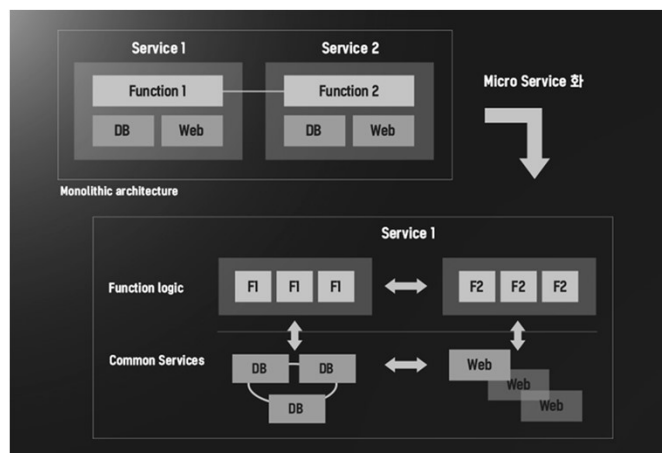 Service 1
Service 2
Function 1
Function 2
DB
Web
DB
Web
Micro Service 화
Monolithic architecture
Service 1
Function logic
F1
F1
F1
F2
F2
F2
Common Services
DB
DB
DB
Web
Web
Web